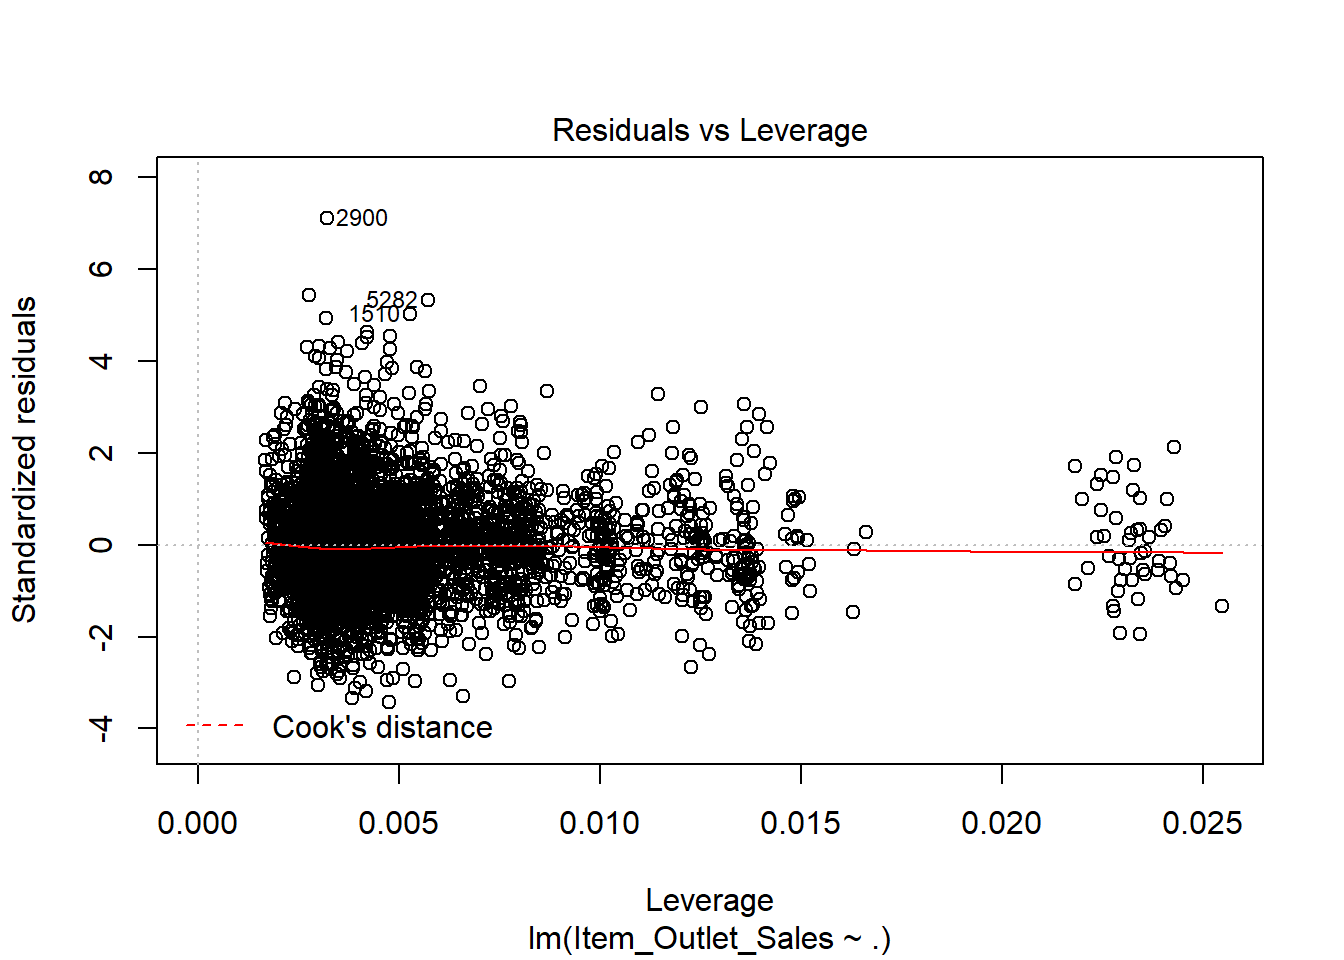 Residuals vs Leverage
Standardized residuals
8
6
4
2
0
-2
-4
2900
5282
1510
Cook's distance
0.000 0.005 0.010 0.015 0.020 0.025
Leverage
lm(Item_Outlet_Sales ~ .)